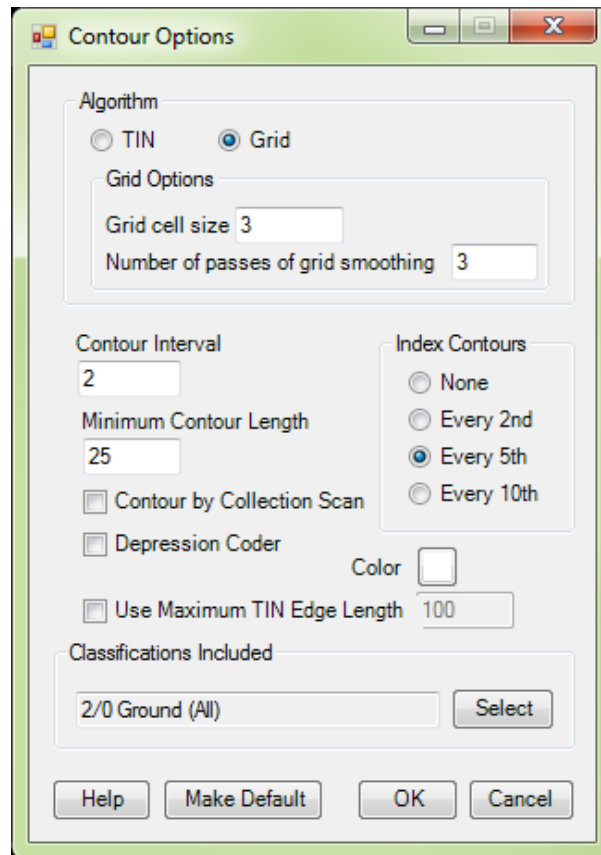 Contour Options
Algorithm
TIN Grid
Grid Options
Grid cell size 3
Number of passes of grid smoothing 3
Contour Interval
2
Minimum Contour Length
25
Contour by Collection Scan
Depression Coder
Index Contours
None
Every 2nd
Every 5th
Every 10th
Color
Use Maximum TIN Edge Length 100
Classifications Included
2/0 Ground (All) Select
Help Make Default OK Cancel